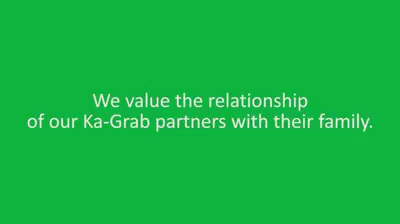 We value the relationship
of our Ka-Grab partners with their family.